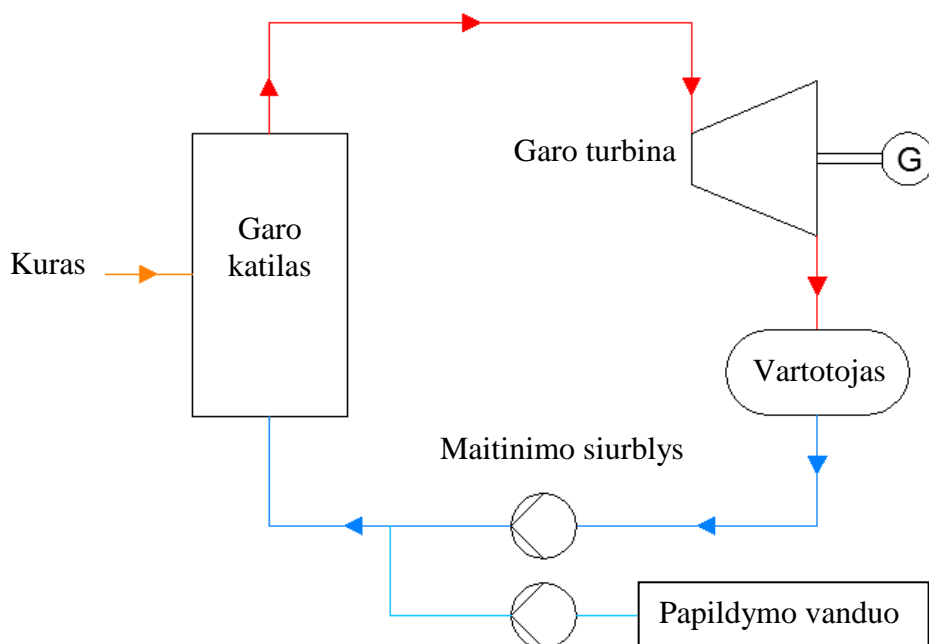 Garo turbina
G
Garo
katilas
Kuras
Vartotojas
Maitinimo siurblys
Papildymo vanduo